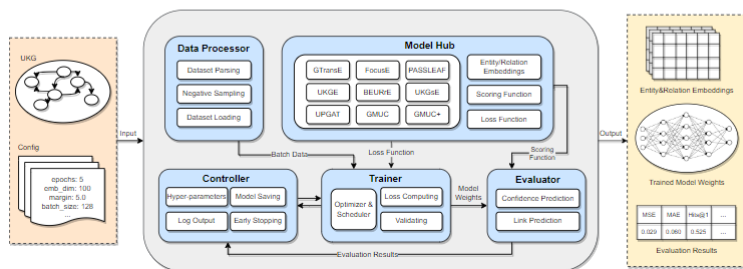 UKG
Config
epochs: 5
emb_dim: 100
margin: 5.0
batch_size: 128
...
Input
Data Processor
Dataset Parsing
Negative Sampling
Dataset Loading
Model Hub
GTransE
FocusE
PASSLEAF
UKGE
BEUrRE
UKGsE
UPGAT
GMUC
GMUC+
Entity/Relation
Embeddings
Scoring Function
Loss Function
Batch Data
Loss Function
Scoring
Function
Controller
Hyper-parameters
Model Saving
Log Output
Early Stopping
Trainer
Optimizer &
Scheduler
Loss Computing
Validating
Model
Weights
Evaluator
Confidence Prediction
Link Prediction
Evaluation Results
Output
Entity&Relation Embeddings
Trained Model Weights
MSE MAE Hits@1 ...
0.029 0.060 0.525 ...
Evaluation Results